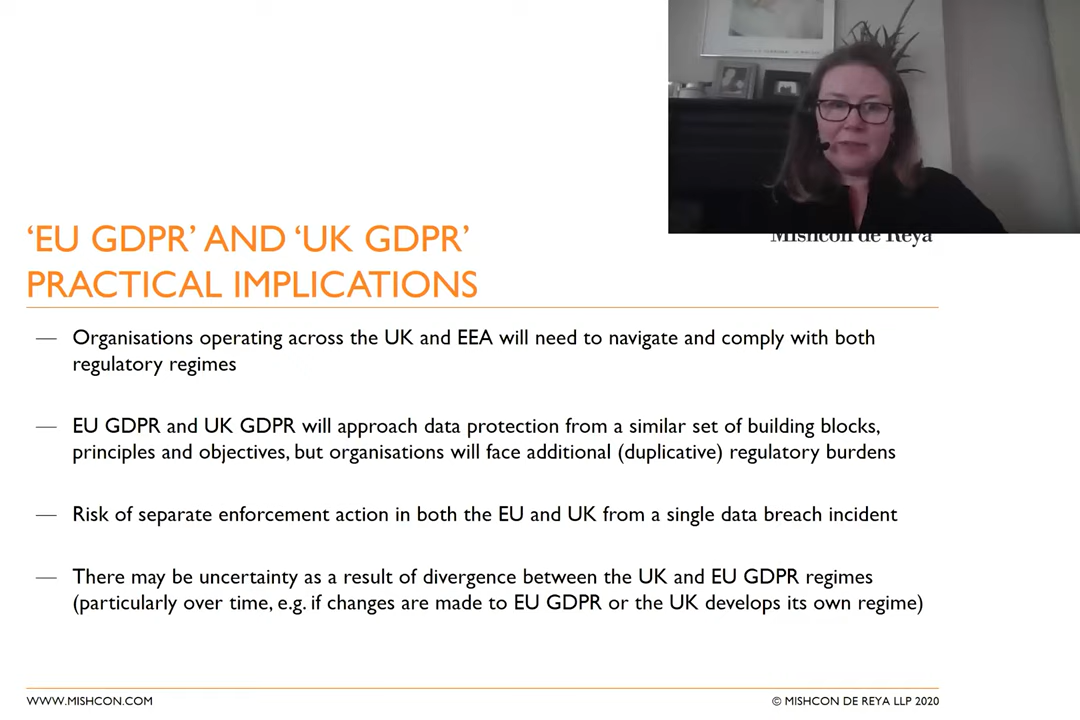 Mishcon de Reya
‘EU GDPR’ AND ‘UK GDPR’
PRACTICAL IMPLICATIONS
— Organisations operating across the UK and EEA will need to navigate and comply with both
regulatory regimes
— EU GDPR and UK GDPR will approach data protection from a similar set of building blocks,
principles and objectives, but organisations will face additional (duplicative) regulatory burdens
— Risk of separate enforcement action in both the EU and UK from a single data breach incident
— There may be uncertainty as a result of divergence between the UK and EU GDPR regimes
(particularly over time, e.g. if changes are made to EU GDPR or the UK develops its own regime)
WWW.MISHCON.COM
© MISHCON DE REYA LLP 2020